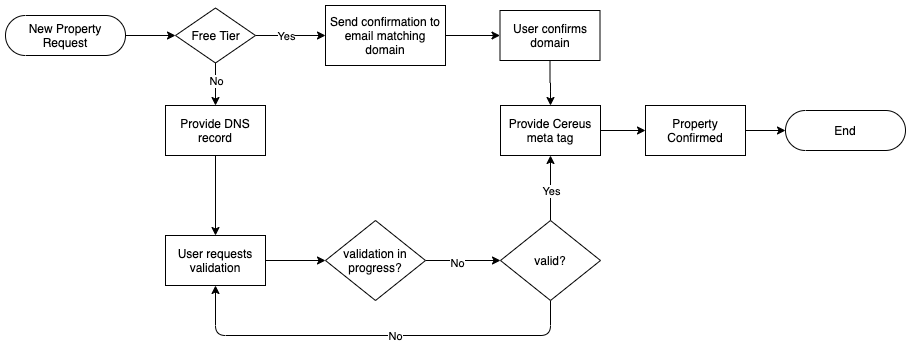 New Property
Request
Free Tier
Yes
Send confirmation to
email matching
domain
User confirms
domain
No
Provide DNS
record
Provide Cereus
meta tag
Property
Confirmed
End
Yes
User requests
validation
validation in
progress?
No
valid?
No